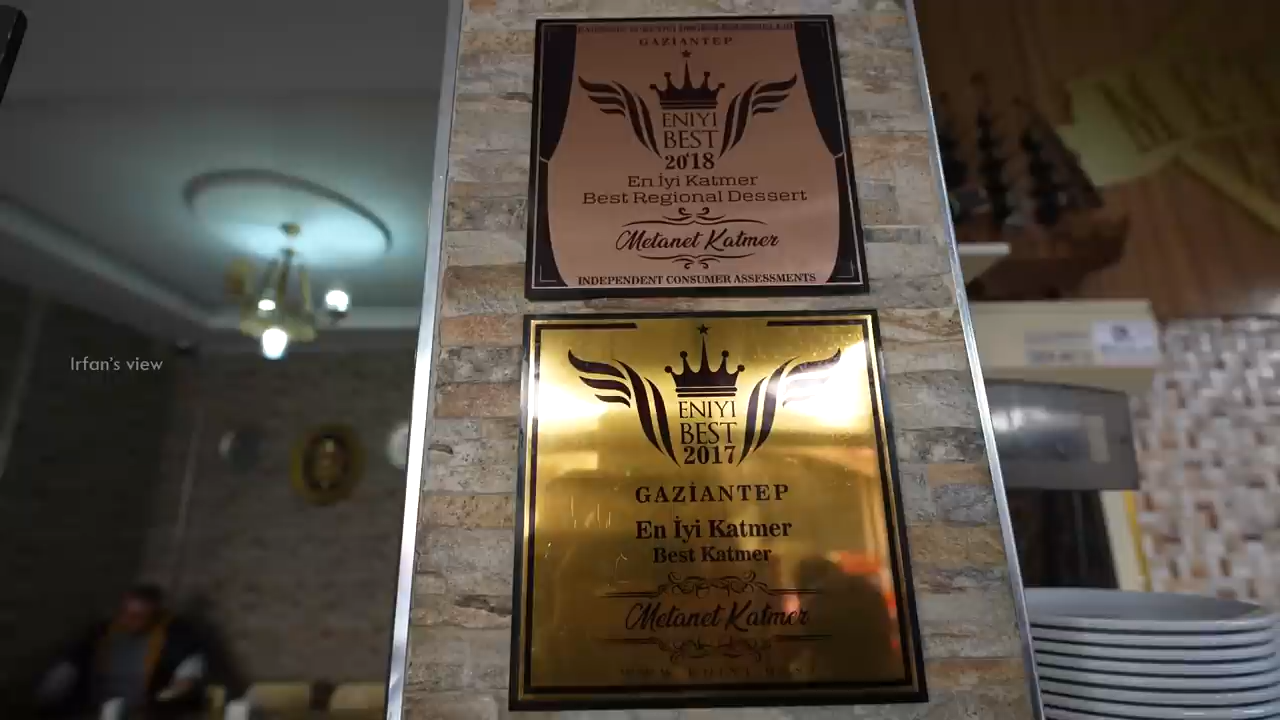 GAZİANTEP
ENIYI
BEST
2018
En İyi Katmer
Best Regional Dessert
Metanet Katmer
INDEPENDENT CONSUMER ASSESSMENTS
Irfan's view
ENIYI
BEST
2017
GAZİANTEP
En İyi Katmer
Best Katmer
Metanet Katmer